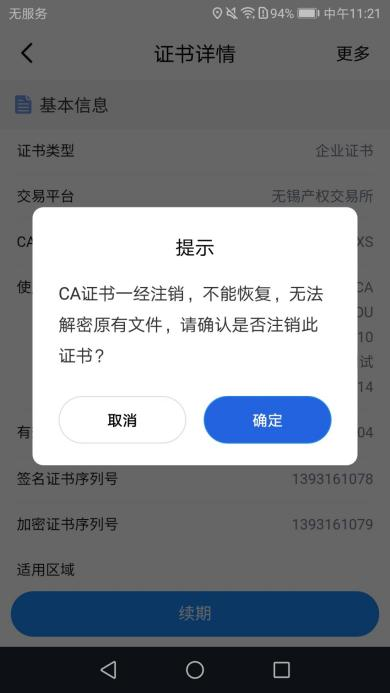 无服务
94%
中午11:21
证书详情
更多
基本信息
证书类型
企业证书
交易平台
无锡产权交易所
CA
XS
提示
CA证书一经注销，不能恢复，无法
解密原有文件，请确认是否注销此
证书？
使
CA
OU
10
试
14
取消
确定
有
04
签名证书序列号
1393161078
加密证书序列号
1393161079
适用区域
续期